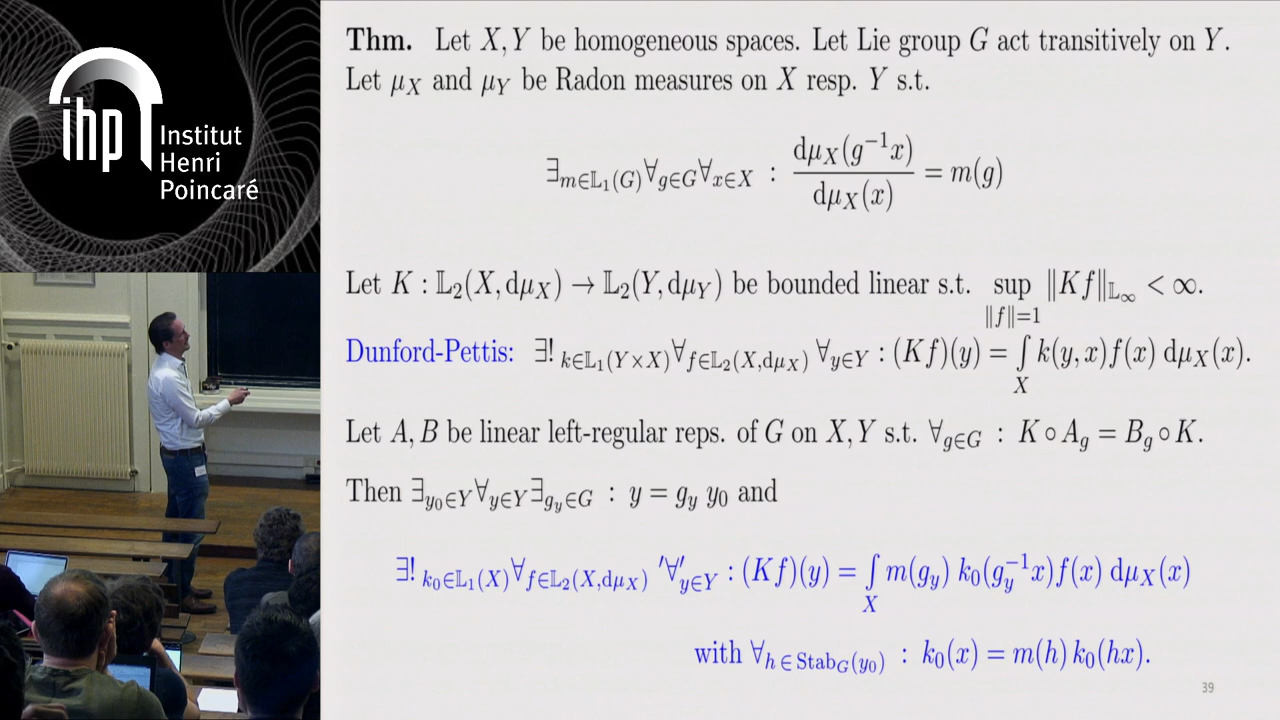 ihp Institut
Henri
Poincaré
Thm. Let X, Y be homogeneous spaces. Let Lie group G act transitively on Y.
Let μ_X and μ_Y be Radon measures on X resp. Y s.t.
∃_{m∈𝕃₁(G)}∀_{g∈G}∀_{x∈X} : dμ_X(g⁻¹x)/dμ_X(x) = m(g)
Let K : 𝕃₂(X, dμ_X) → 𝕃₂(Y, dμ_Y) be bounded linear s.t. sup_{‖f‖=1} ‖Kf‖_{𝕃∞} < ∞.
Dunford-Pettis: ∃!_{k∈𝕃₁(Y×X)}∀_{f∈𝕃₂(X,dμ_X)} ∀_{y∈Y} : (Kf)(y) = ∫_X k(y, x)f(x) dμ_X(x).
Let A, B be linear left-regular reps. of G on X, Y s.t. ∀_{g∈G} : K ∘ A_g = B_g ∘ K.
Then ∃_{y₀∈Y}∀_{y∈Y}∃_{g_y∈G} : y = g_y y₀ and
∃!_{k₀∈𝕃₁(X)}∀_{f∈𝕃₂(X,dμ_X)} '∀'_{y∈Y} : (Kf)(y) = ∫_X m(g_y) k₀(g_y⁻¹x)f(x) dμ_X(x)
with ∀_{h∈Stab_G(y₀)} : k₀(x) = m(h) k₀(hx).
39